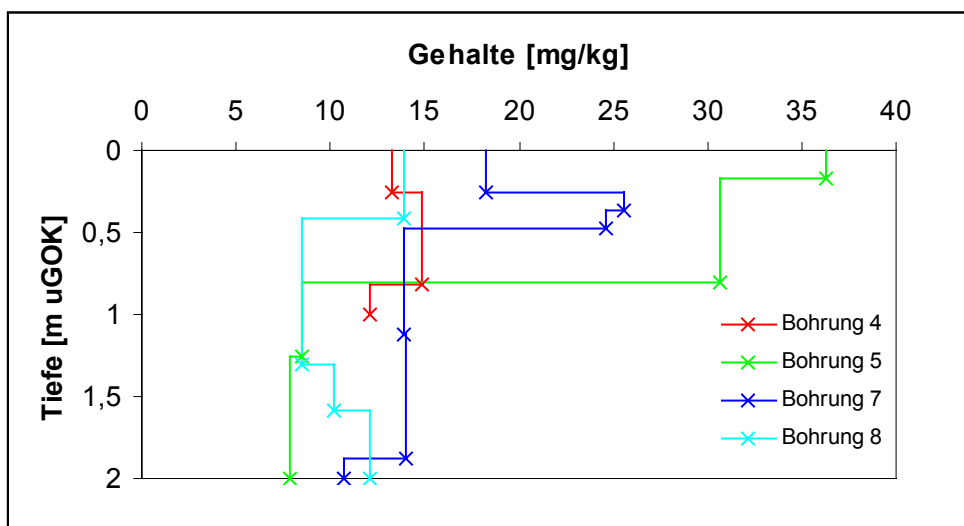 Gehalte [mg/kg]
0 5 10 15 20 25 30 35 40
Tiefe [m uGOK]
0
0,5
1
1,5
2
Bohrung 4
Bohrung 5
Bohrung 7
Bohrung 8